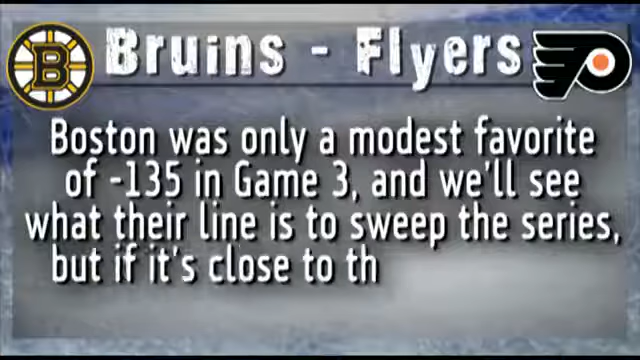 B
Bruins - Flyers
Boston was only a modest favorite
of -135 in Game 3, and we'll see
what their line is to sweep the series,
but if it's close to th